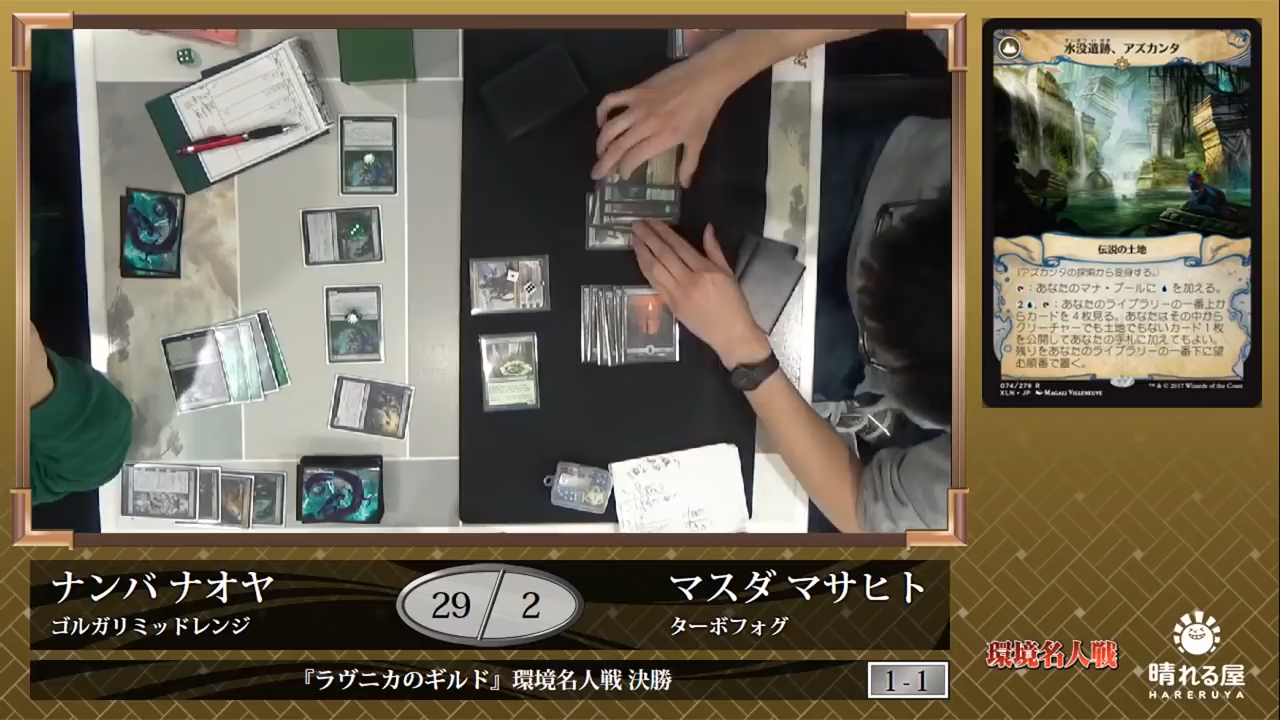 水没遺跡、アズカンタ
伝説の土地
(アズカンタの探索から変身する。)
:あなたのマナ・プールに を加える。
2 , :あなたのライブラリーの一番上か
らカードを4枚見る。あなたはその中から
クリーチャーでも土地でもないカード1枚
を公開してあなたの手札に加えてもよい。
残りをあなたのライブラリーの一番下に望
む順番で置く。
074/279 R
XLN • JP MAGALI VILLENEUVE
™ & © 2017 Wizards of the Coast
ナンバ ナオヤ
ゴルガリミッドレンジ
29 / 2
マスダ マサヒト
ターボフォグ
『ラヴニカのギルド』環境名人戦 決勝
1-1
環境名人戦
晴れる屋
HARERUYA